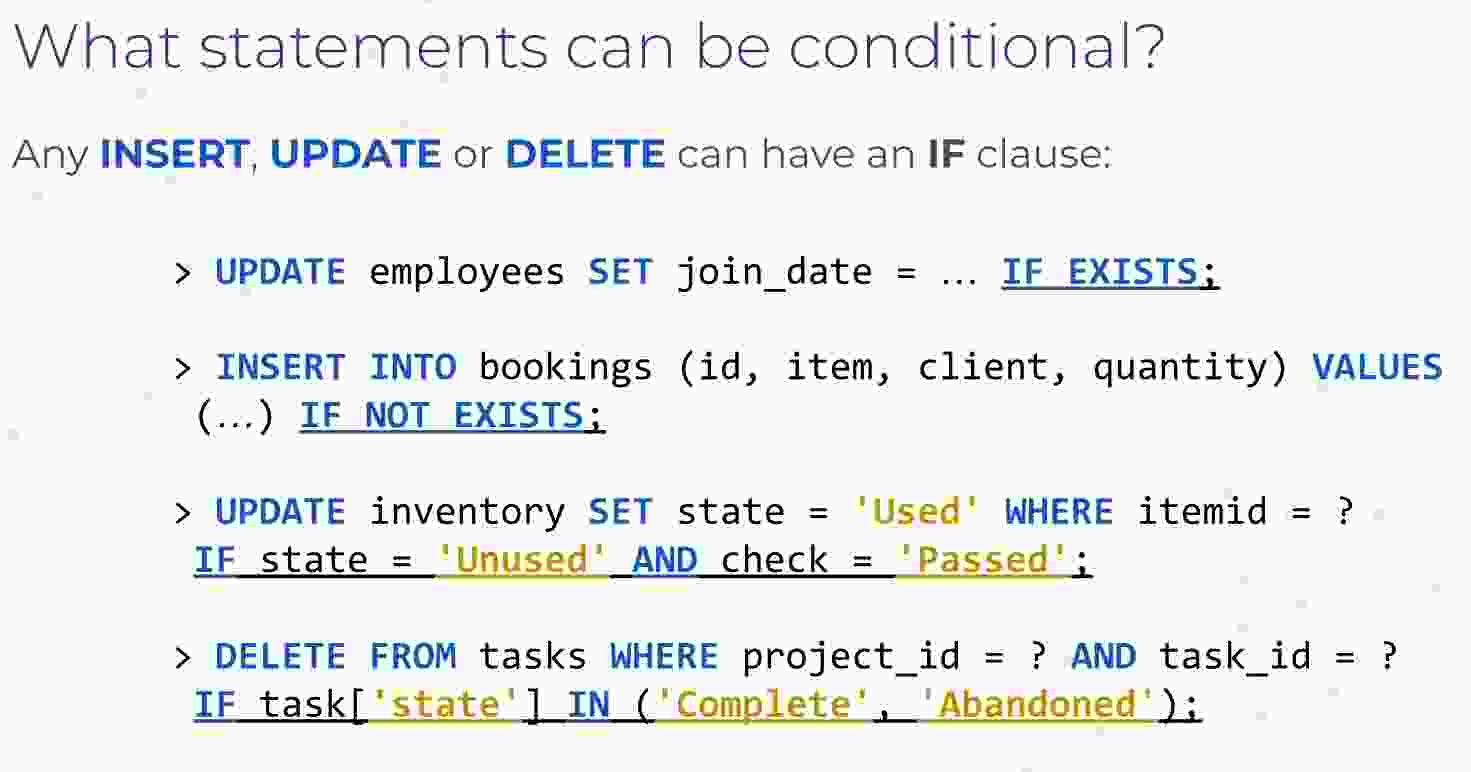 What statements can be conditional?
Any INSERT, UPDATE or DELETE can have an IF clause:
> UPDATE employees SET join_date = … IF EXISTS;
> INSERT INTO bookings (id, item, client, quantity) VALUES
(…) IF NOT EXISTS;
> UPDATE inventory SET state = 'Used' WHERE itemid = ?
IF state = 'Unused' AND check = 'Passed';
> DELETE FROM tasks WHERE project_id = ? AND task_id = ?
IF task['state'] IN ('Complete', 'Abandoned');